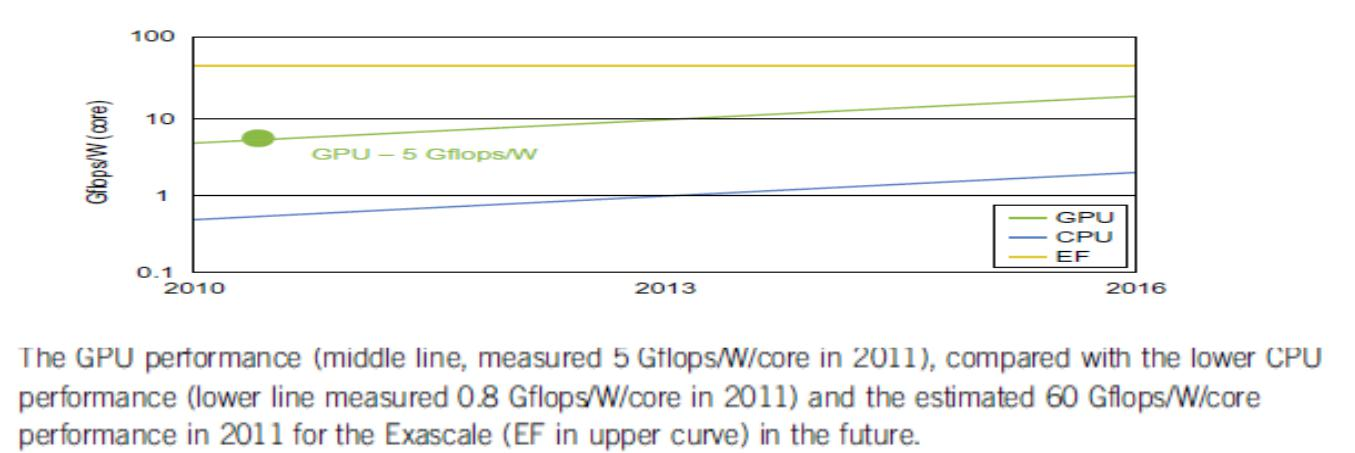 100
10
1
0.1
Gflops/W (core)
GPU – 5 Gflops/W
GPU
CPU
EF
2010 2013 2016
The GPU performance (middle line, measured 5 Gflops/W/core in 2011), compared with the lower CPU
performance (lower line measured 0.8 Gflops/W/core in 2011) and the estimated 60 Gflops/W/core
performance in 2011 for the Exascale (EF in upper curve) in the future.